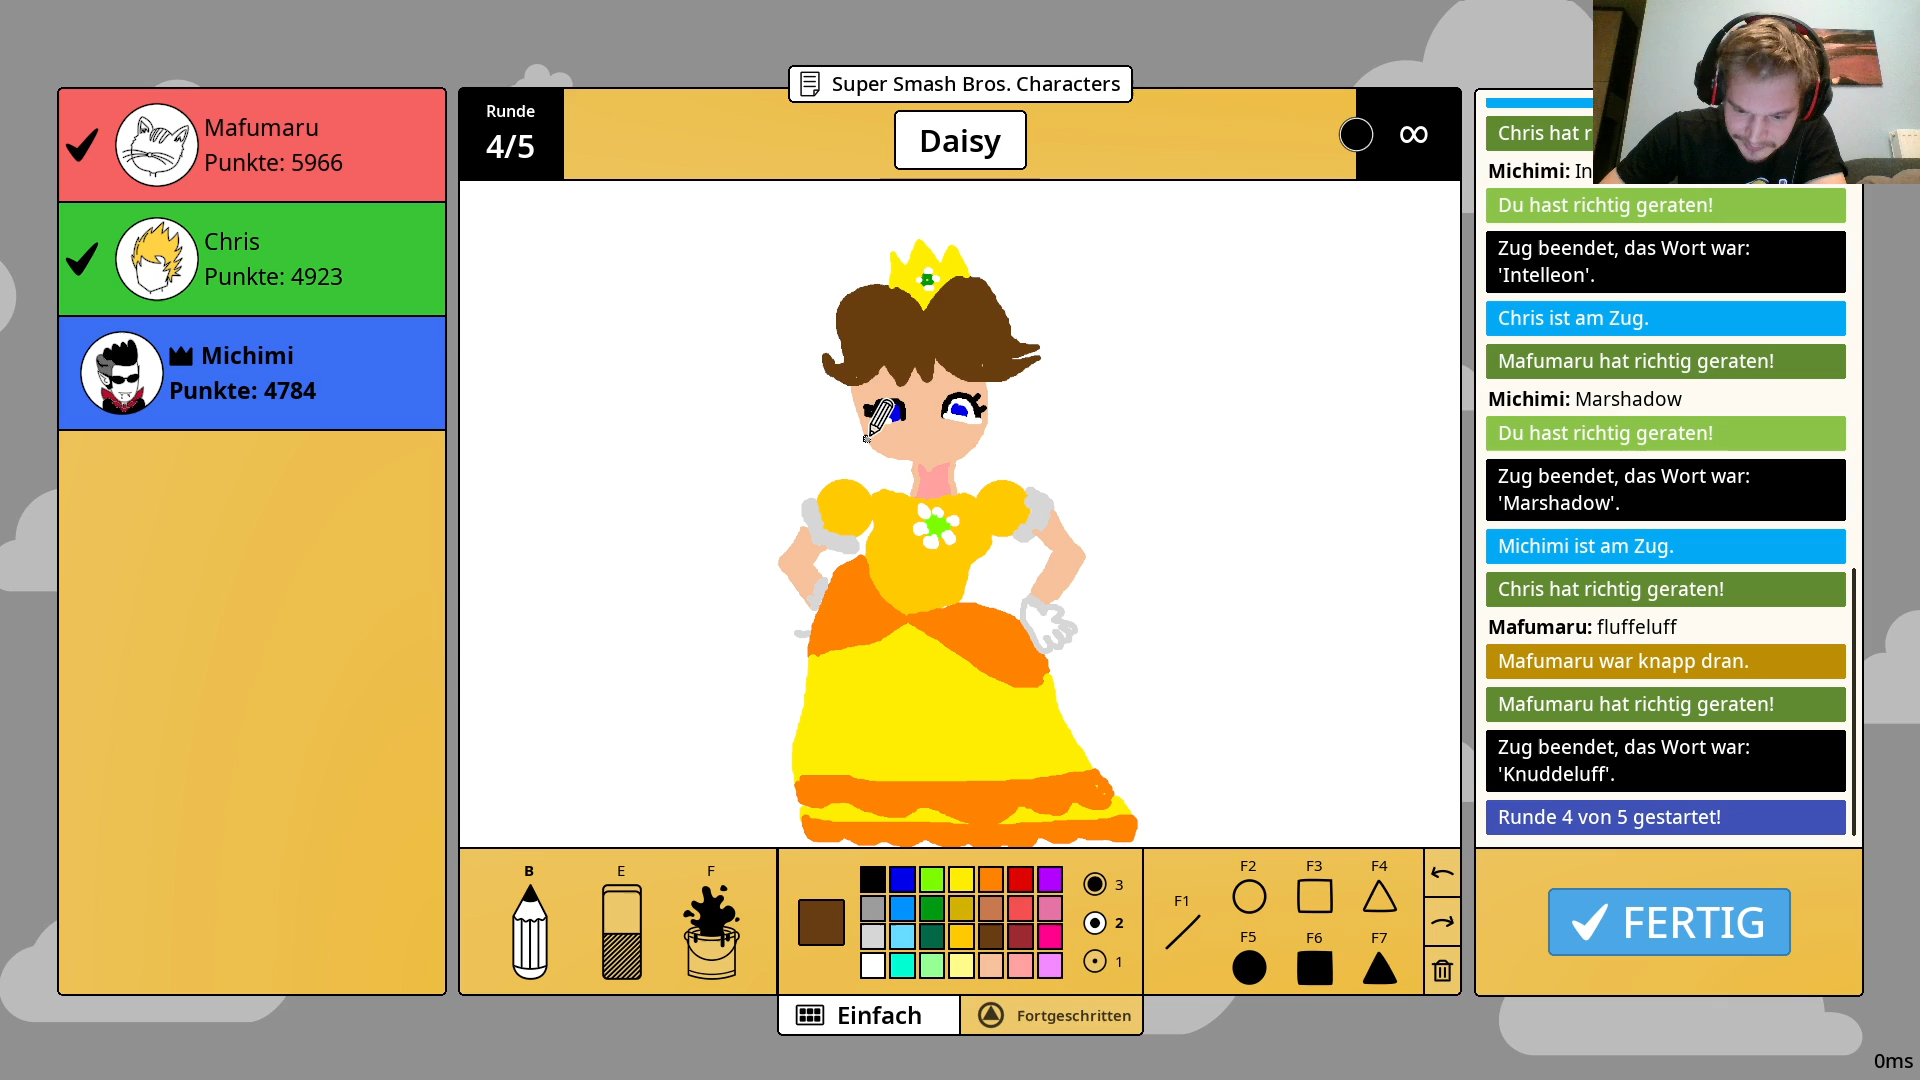 Super Smash Bros. Characters
Runde
4/5
Daisy
∞
Mafumaru
Punkte: 5966
Chris
Punkte: 4923
Michimi
Punkte: 4784
Chris hat r
Michimi: In
Du hast richtig geraten!
Zug beendet, das Wort war:
'Intelleon'.
Chris ist am Zug.
Mafumaru hat richtig geraten!
Michimi: Marshadow
Du hast richtig geraten!
Zug beendet, das Wort war:
'Marshadow'.
Michimi ist am Zug.
Chris hat richtig geraten!
Mafumaru: fluffeluff
Mafumaru war knapp dran.
Mafumaru hat richtig geraten!
Zug beendet, das Wort war:
'Knuddeluff'.
Runde 4 von 5 gestartet!
B
E
F
3
2
1
F1
F2
F3
F4
F5
F6
F7
FERTIG
Einfach
Fortgeschritten
0ms